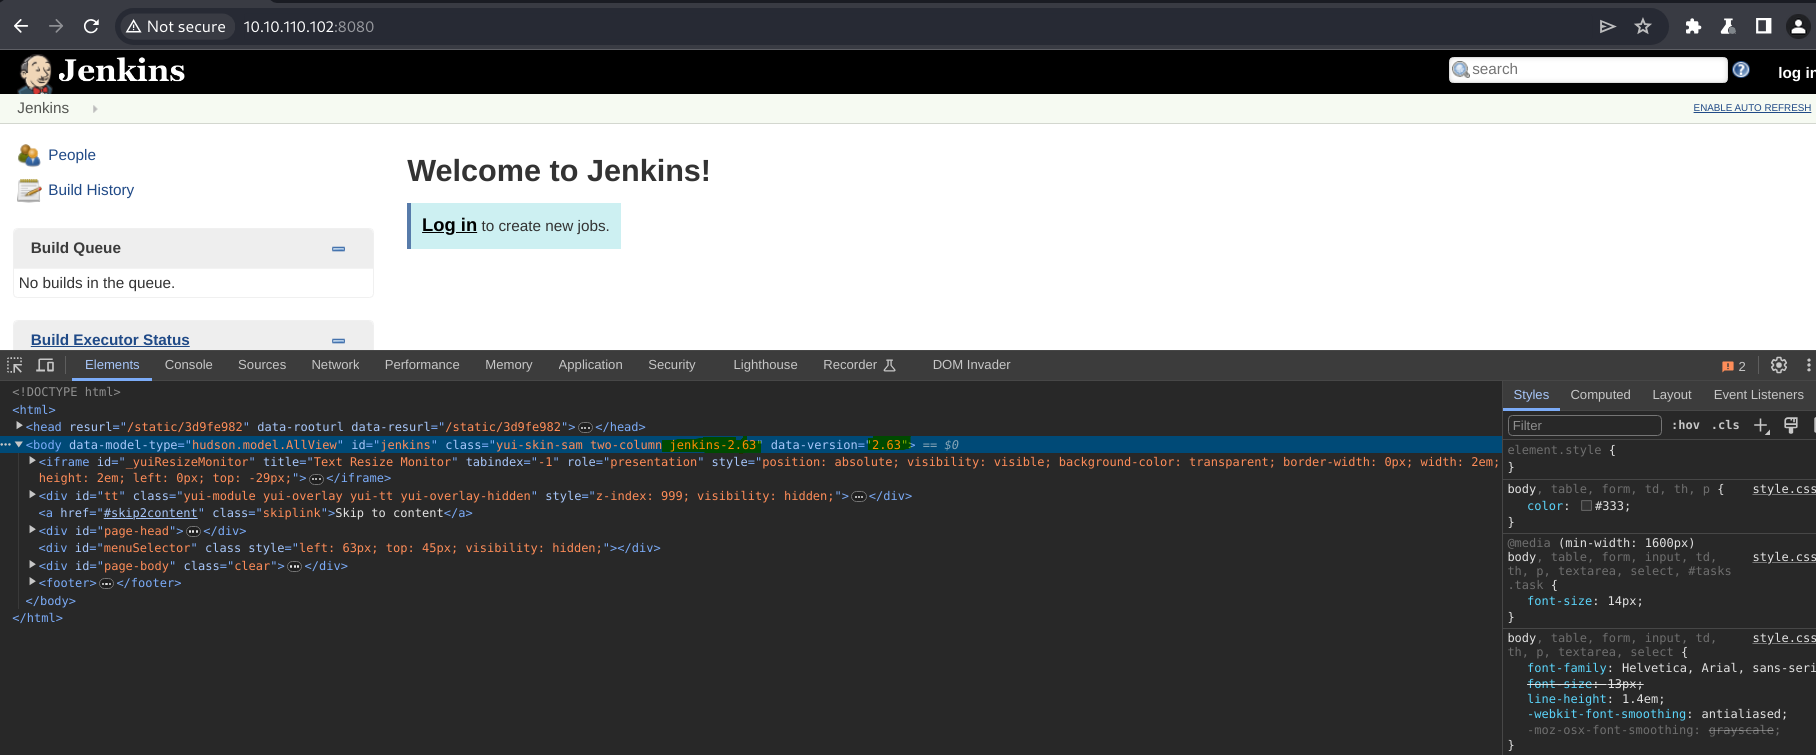 Not secure 10.10.110.102:8080
Jenkins
search
? log in
Jenkins
ENABLE AUTO REFRESH
People
Build History
Welcome to Jenkins!
Log in to create new jobs.
Build Queue
No builds in the queue.
Build Executor Status
Elements Console Sources Network Performance Memory Application Security Lighthouse Recorder DOM Invader
2
<!DOCTYPE html>
<html>
<head resurl="/static/3d9fe982" data-rooturl data-resurl="/static/3d9fe982">…</head>
<body data-model-type="hudson.model.AllView" id="jenkins" class="yui-skin-sam two-column jenkins-2.63" data-version="2.63"> == $0
<iframe id="_yuiResizeMonitor" title="Text Resize Monitor" tabindex="-1" role="presentation" style="position: absolute; visibility: visible; background-color: transparent; border-width: 0px; width: 2em;
height: 2em; left: 0px; top: -29px;">…</iframe>
<div id="tt" class="yui-module yui-overlay yui-tt yui-overlay-hidden" style="z-index: 999; visibility: hidden;">…</div>
<a href="#skip2content" class="skiplink">Skip to content</a>
<div id="page-head">…</div>
<div id="menuSelector" class style="left: 63px; top: 45px; visibility: hidden;"></div>
<div id="page-body" class="clear">…</div>
<footer>…</footer>
</body>
</html>
Styles Computed Layout Event Listeners
Filter :hov .cls
element.style {
}
body, table, form, td, th, p { style.css
color: #333;
}
@media (min-width: 1600px)
body, table, form, input, td, style.css
th, p, textarea, select, #tasks
.task {
font-size: 14px;
}
body, table, form, input, td, style.css
th, p, textarea, select {
font-family: Helvetica, Arial, sans-seri
font-size: 13px;
line-height: 1.4em;
-webkit-font-smoothing: antialiased;
-moz-osx-font-smoothing: grayscale;
}